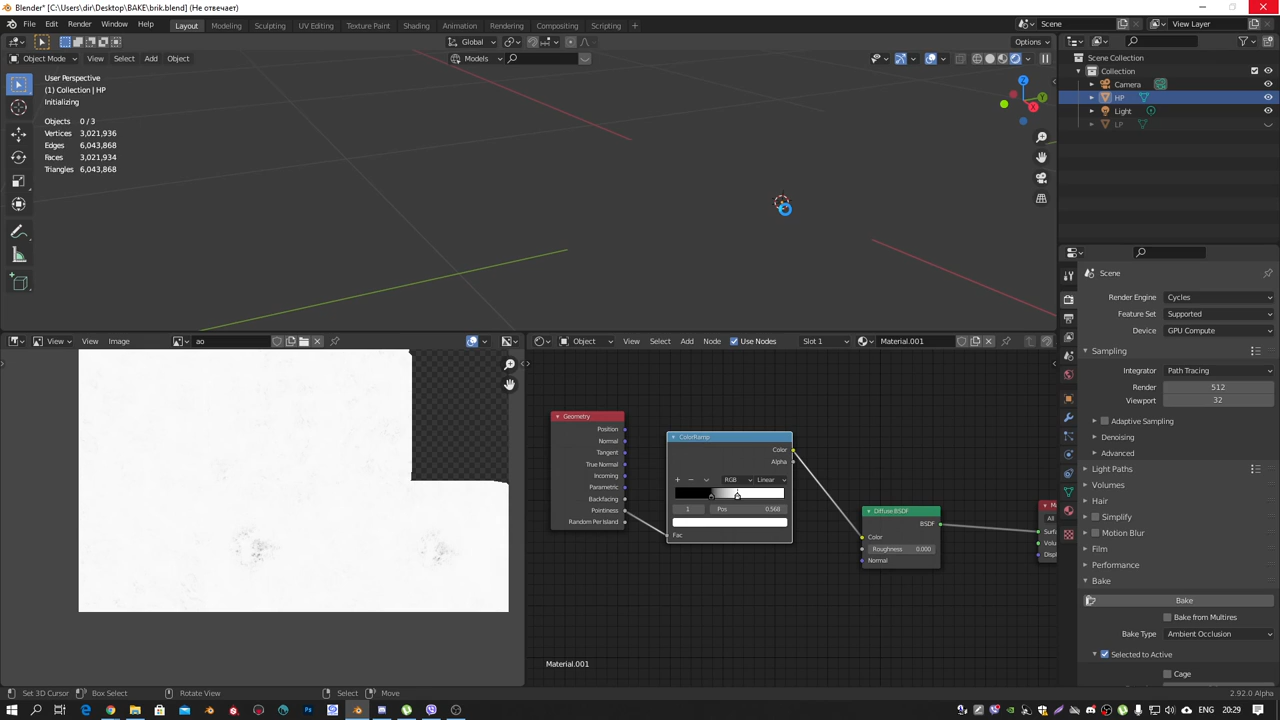 Blender* [C:\Users\dir\Desktop\BAKE\brik.blend] (Не отвечает)
File Edit Render Window Help Layout Modeling Sculpting UV Editing Texture Paint Shading Animation Rendering Compositing Scripting + Scene View Layer
Global Options
Object Mode View Select Add Object Models
User Perspective
(1) Collection | HP
Initializing
Objects 0 / 3
Vertices 3,021,936
Edges 6,043,868
Faces 3,021,934
Triangles 6,043,868
Z
Y
X
Scene Collection
Collection
Camera
HP
Light
LP
Scene
Render Engine Cycles
Feature Set Supported
Device GPU Compute
Sampling
Integrator Path Tracing
Render 512
Viewport 32
Adaptive Sampling
Denoising
Advanced
Light Paths
Volumes
Hair
Simplify
Motion Blur
Film
Performance
Bake
Bake
Bake from Multires
Bake Type Ambient Occlusion
Selected to Active
Cage
View View Image ao
Object View Select Add Node Use Nodes Slot 1 Material.001
Geometry
Position
Normal
Tangent
True Normal
Incoming
Parametric
Backfacing
Pointiness
Random Per Island
ColorRamp
Color
Alpha
+ − RGB Linear
1 Pos 0.568
Fac
Diffuse BSDF
BSDF
Color
Roughness 0.000
Normal
All
Material.001
Set 3D Cursor Box Select Rotate View Select Move 2.92.0 Alpha
ENG 20:29